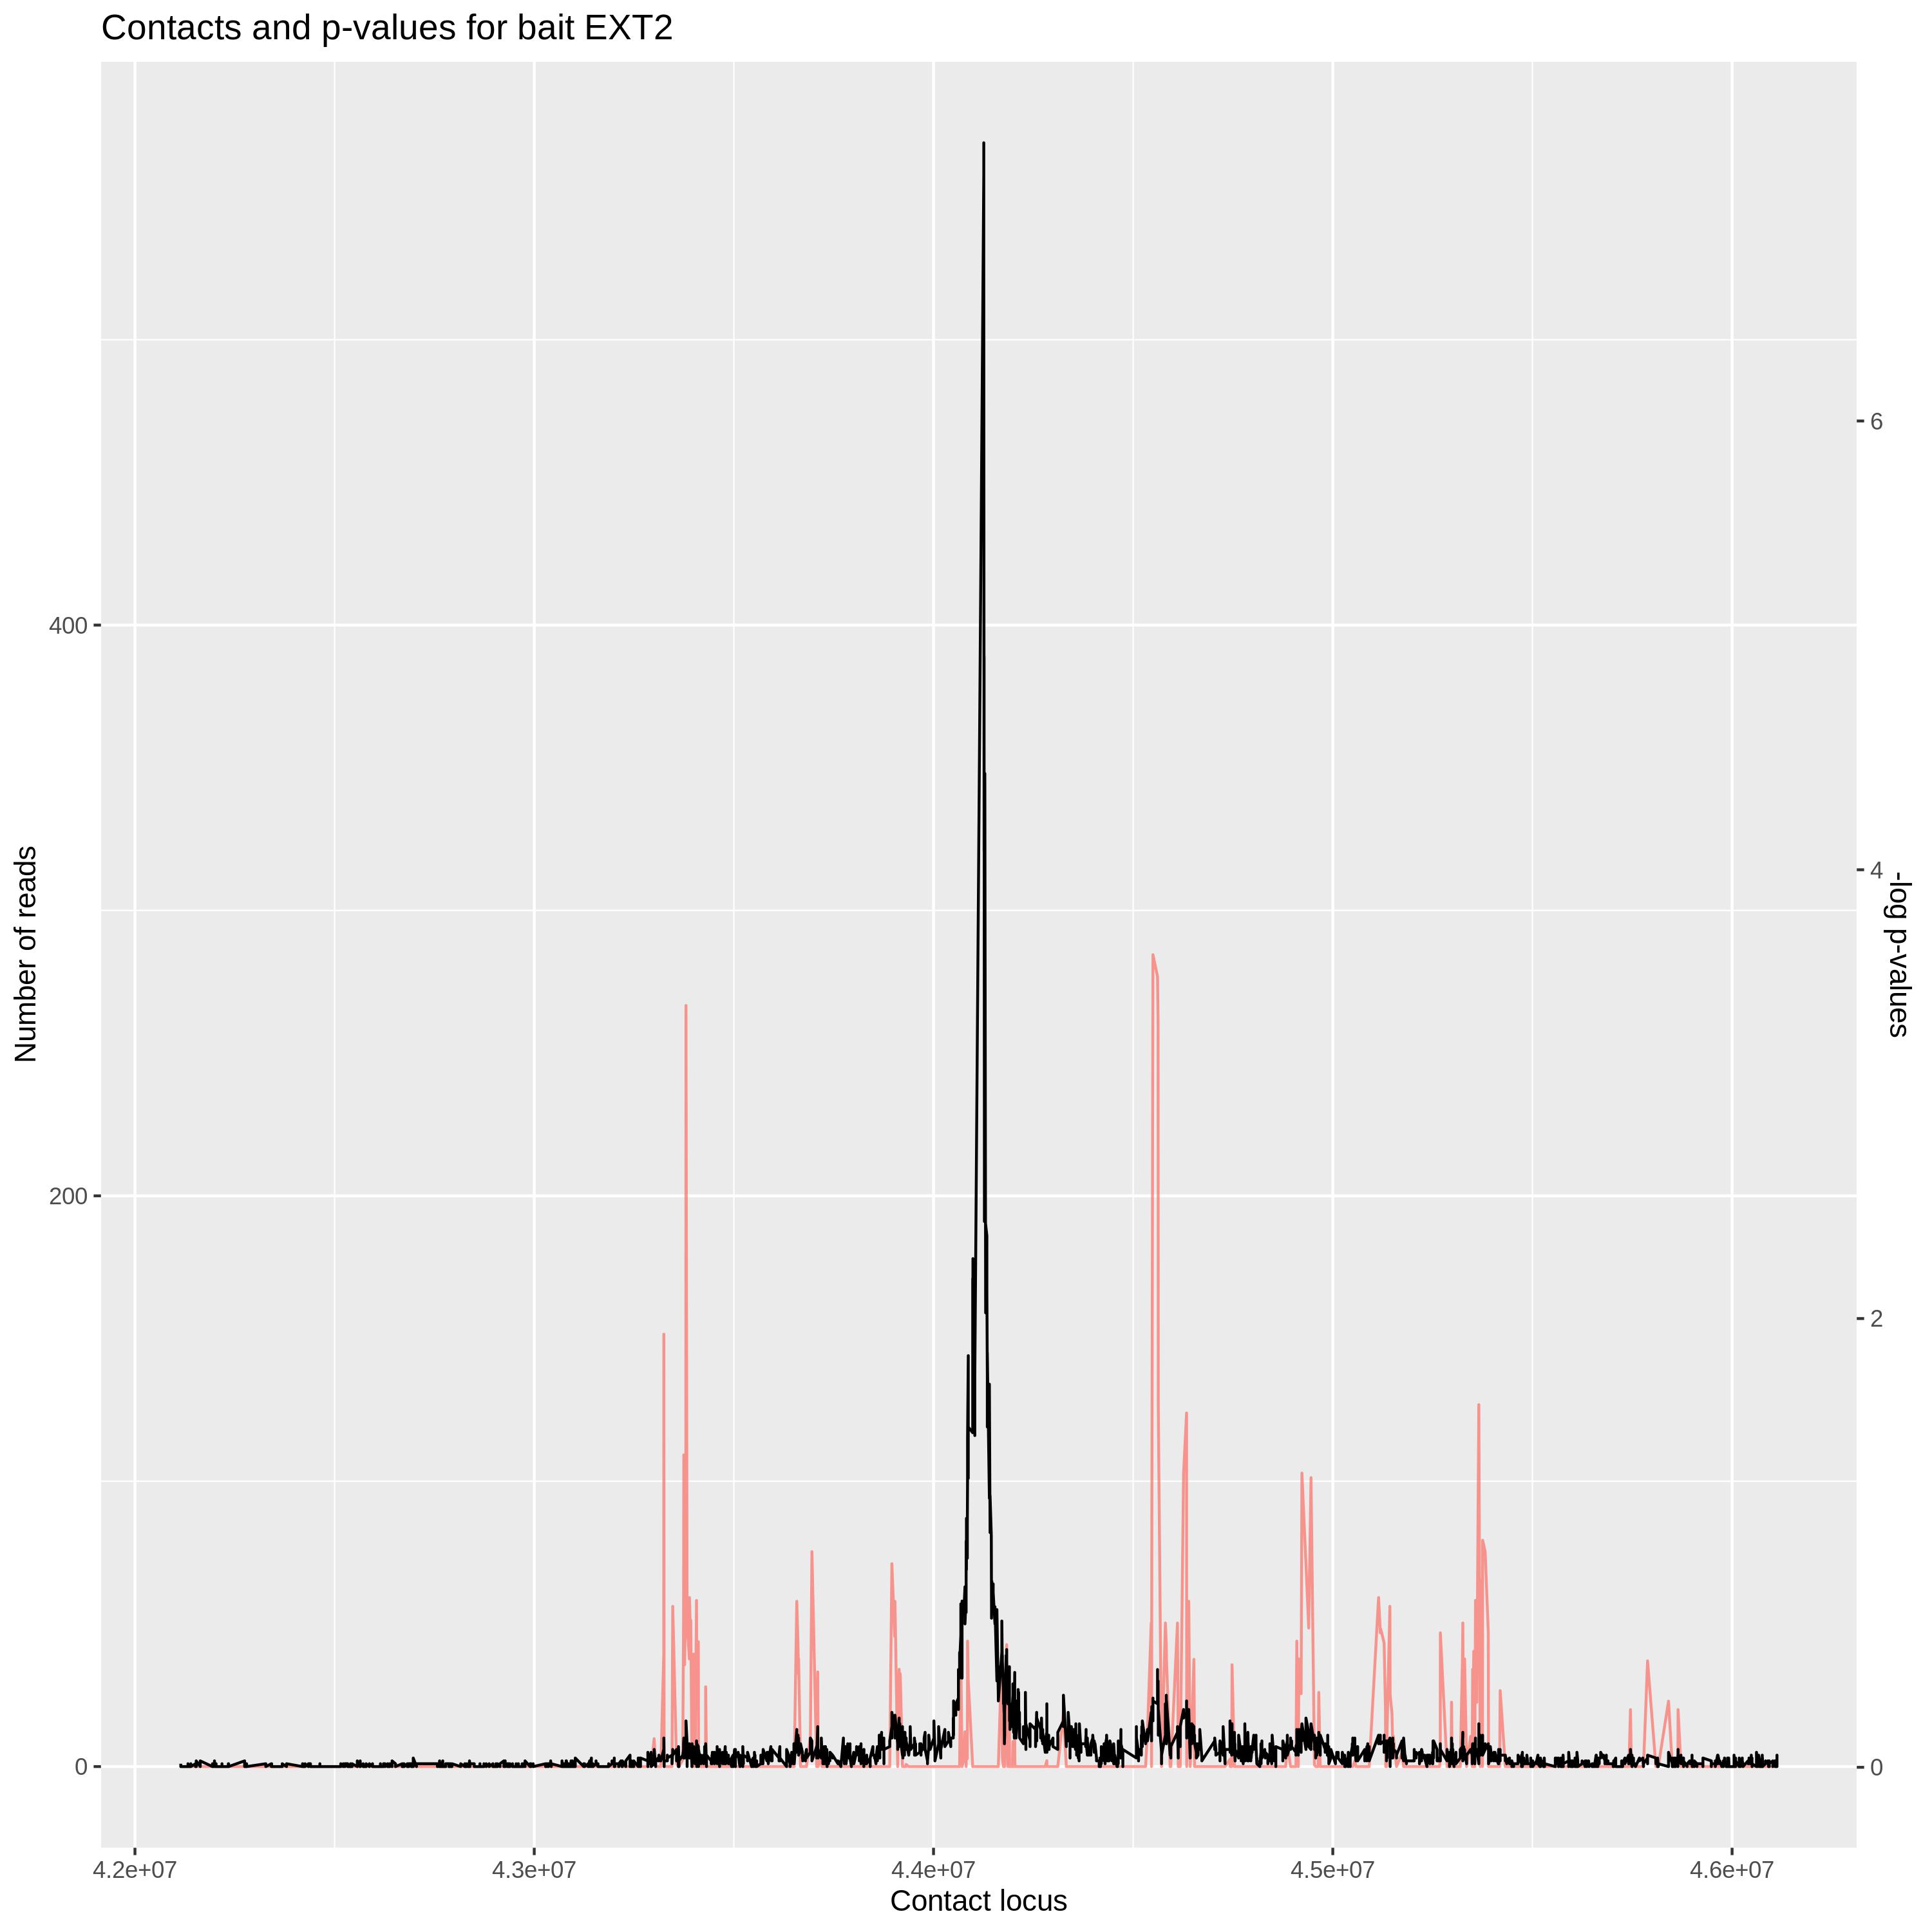 Contacts and p-values for bait EXT2
Number of reads
400
200
0
6
4
2
0
-log p-values
4.2e+07
4.3e+07
4.4e+07
4.5e+07
4.6e+07
Contact locus